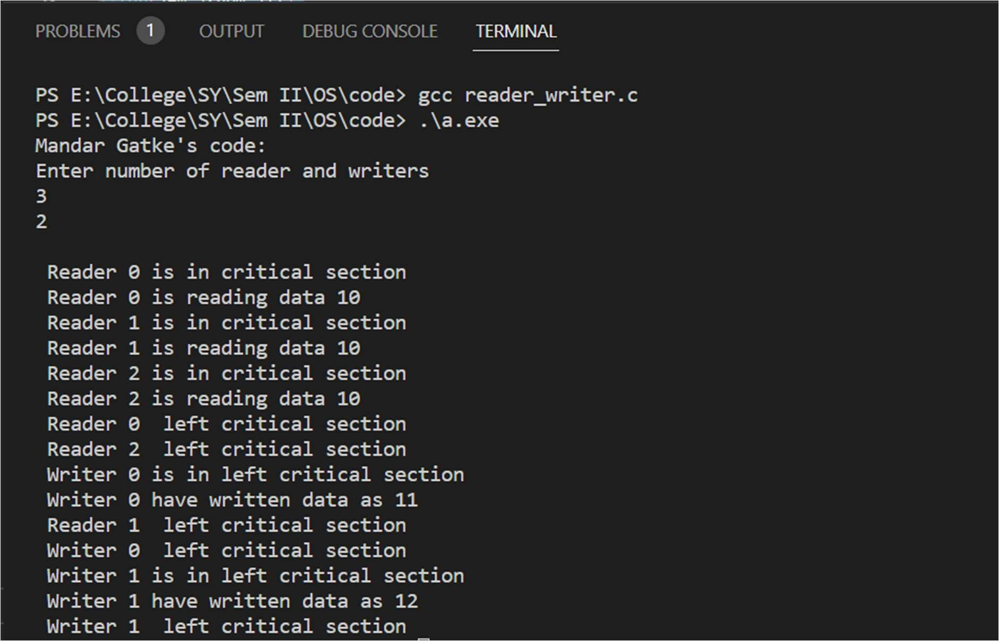 PROBLEMS 1 OUTPUT DEBUG CONSOLE TERMINAL
PS E:\College\SY\Sem II\OS\code> gcc reader_writer.c
PS E:\College\SY\Sem II\OS\code> .\a.exe
Mandar Gatke's code:
Enter number of reader and writers
3
2
Reader 0 is in critical section
Reader 0 is reading data 10
Reader 1 is in critical section
Reader 1 is reading data 10
Reader 2 is in critical section
Reader 2 is reading data 10
Reader 0  left critical section
Reader 2  left critical section
Writer 0 is in left critical section
Writer 0 have written data as 11
Reader 1  left critical section
Writer 0  left critical section
Writer 1 is in left critical section
Writer 1 have written data as 12
Writer 1  left critical section